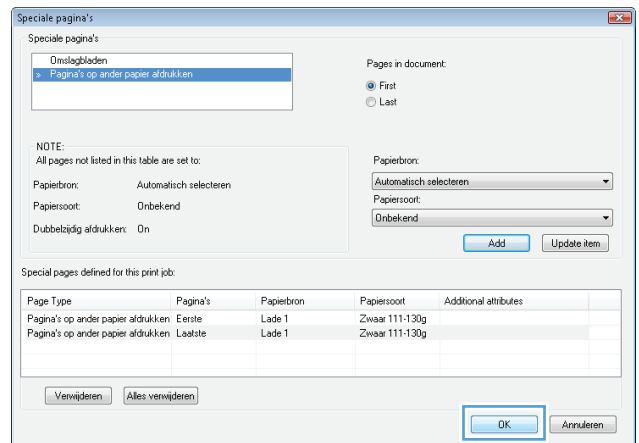 Speciale pagina's
Speciale pagina's
Omslagbladen
» Pagina's op ander papier afdrukken
Pages in document:
First
Last
NOTE:
All pages not listed in this table are set to:
Papierbron: Automatisch selecteren
Papiersoort: Onbekend
Dubbelzijdig afdrukken: On
Papierbron:
Automatisch selecteren
Papiersoort:
Onbekend
Add Update item
Special pages defined for this print job:
Page Type Pagina's Papierbron Papiersoort Additional attributes
Pagina's op ander papier afdrukken Eerste Lade 1 Zwaar 111-130g
Pagina's op ander papier afdrukken Laatste Lade 1 Zwaar 111-130g
Verwijderen Alles verwijderen
OK Annuleren